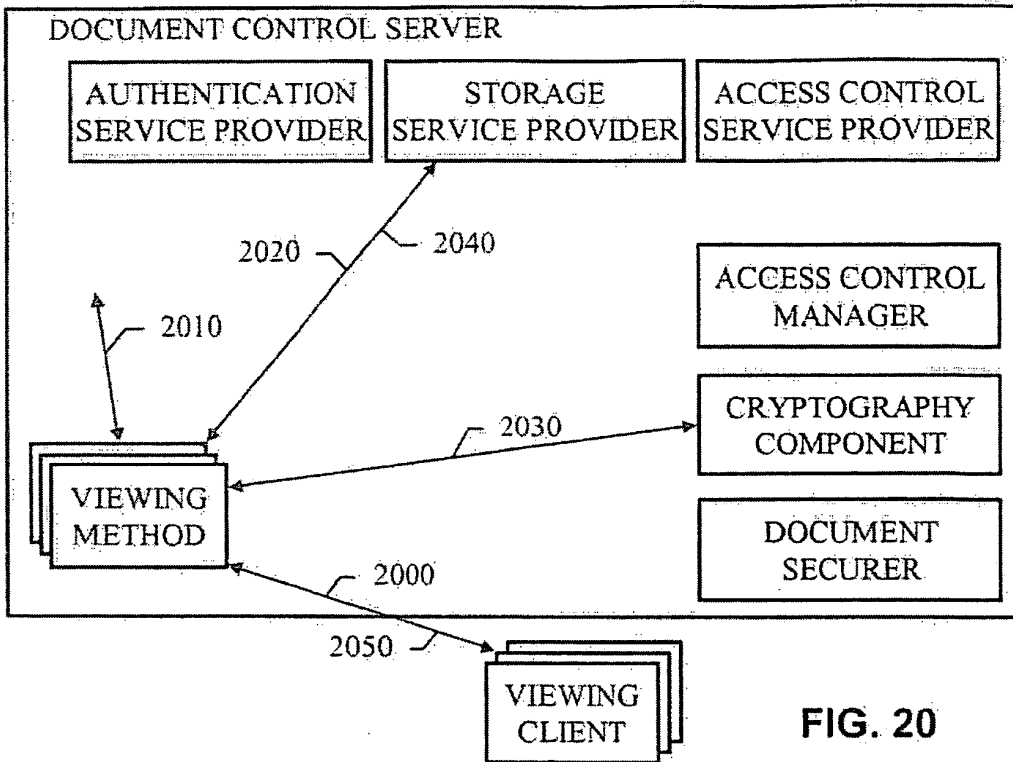 DOCUMENT CONTROL SERVER
AUTHENTICATION
SERVICE PROVIDER
STORAGE
SERVICE PROVIDER
ACCESS CONTROL
SERVICE PROVIDER
2020
2040
2010
ACCESS CONTROL
MANAGER
2030
CRYPTOGRAPHY
COMPONENT
VIEWING
METHOD
DOCUMENT
SECURER
2000
2050
VIEWING
CLIENT
FIG. 20